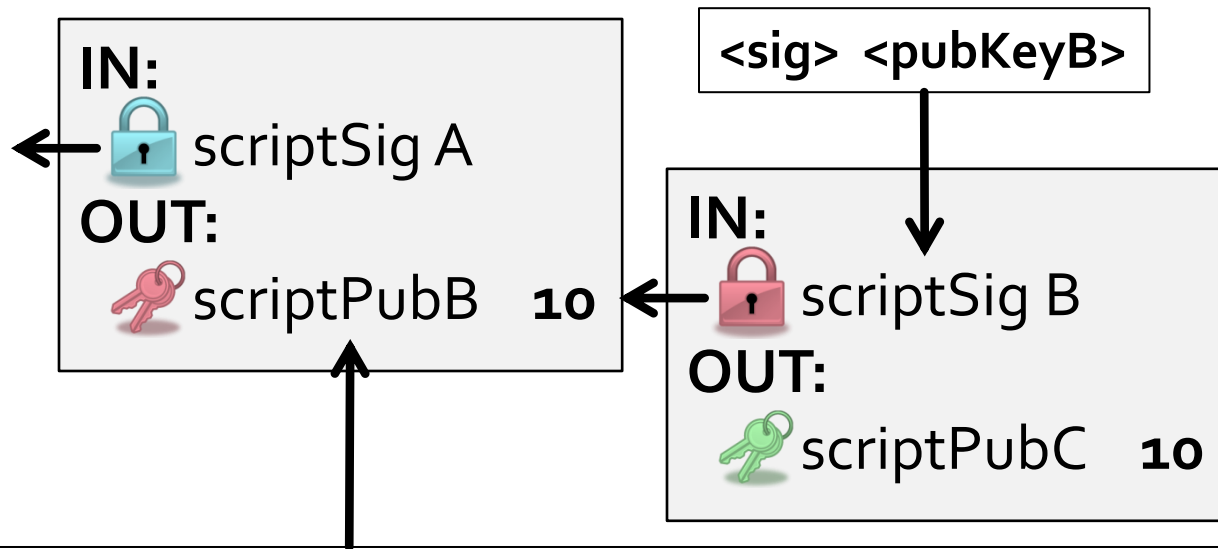 IN:
scriptSig A
OUT:
scriptPubB 10
<sig> <pubKeyB>
IN:
scriptSig B
OUT:
scriptPubC 10